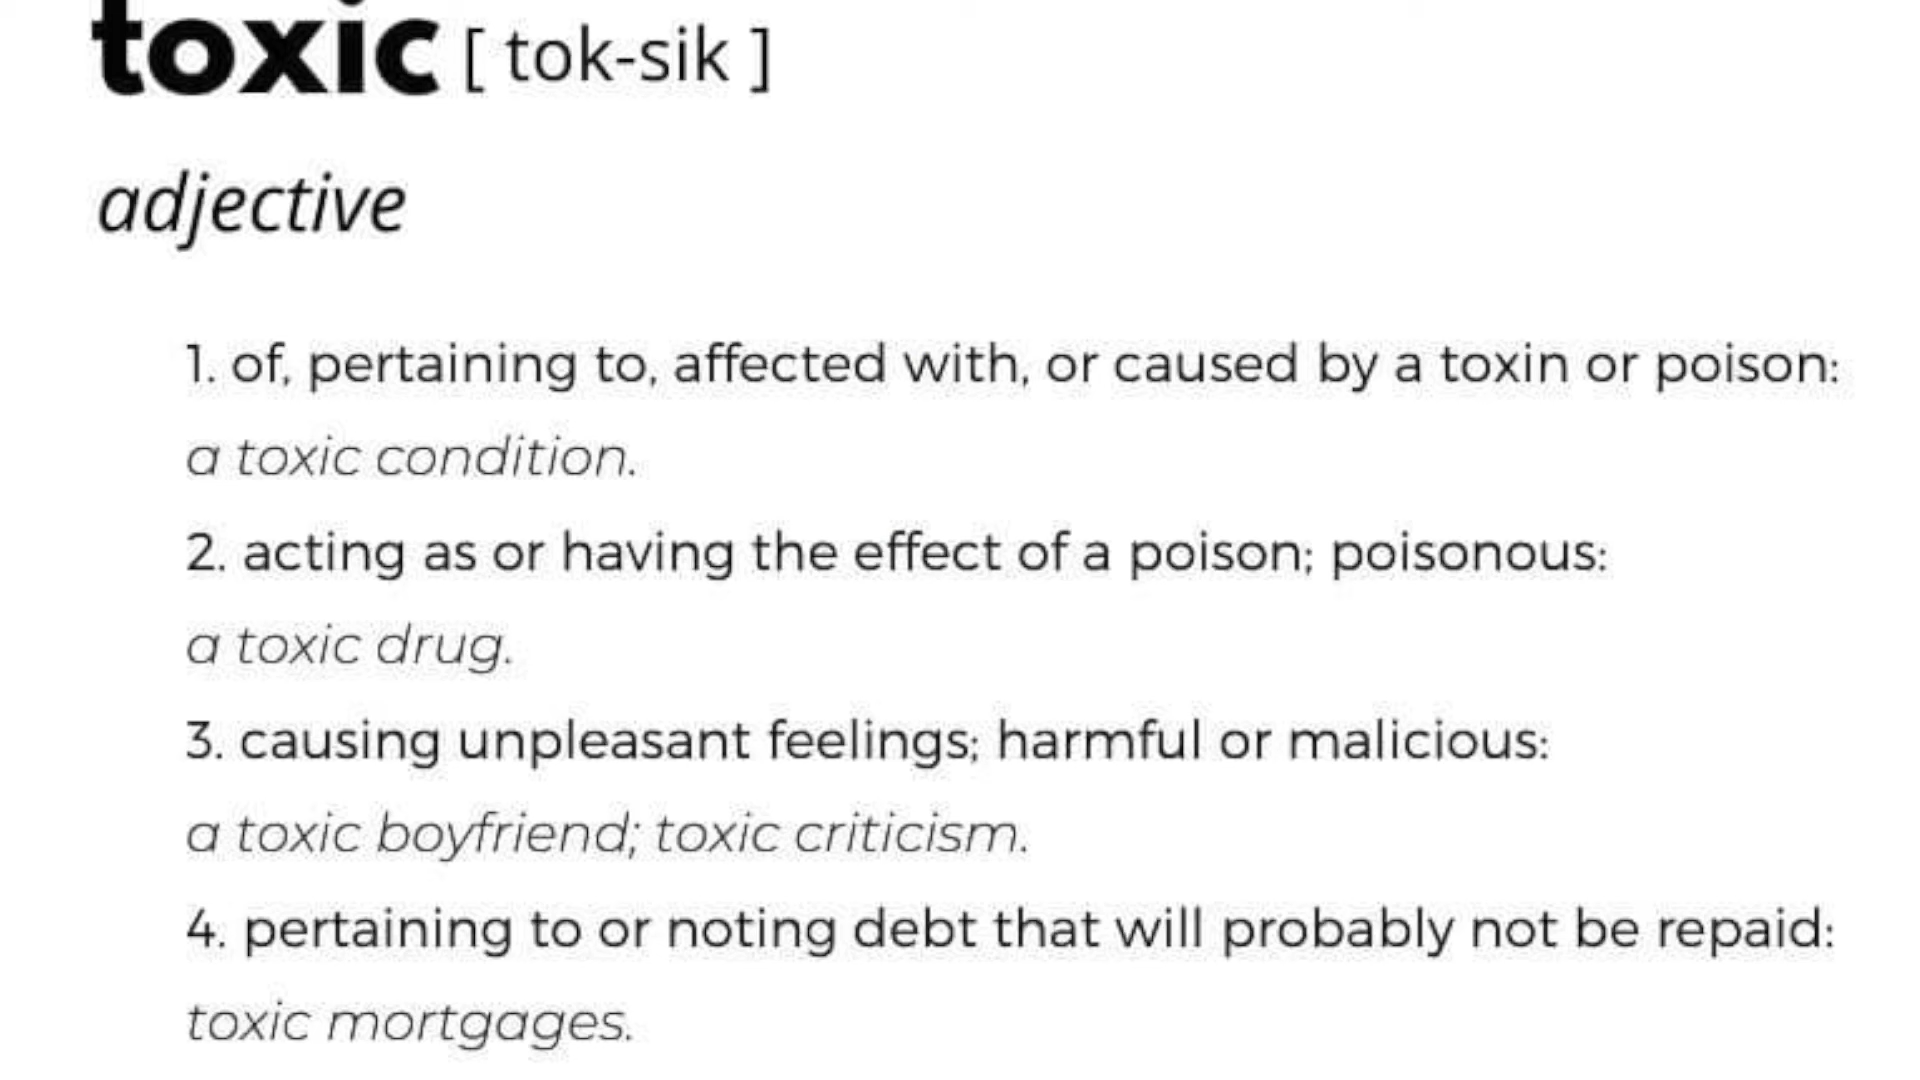 toxic [ tok-sik ]
adjective
1. of, pertaining to, affected with, or caused by a toxin or poison:
a toxic condition.
2. acting as or having the effect of a poison; poisonous:
a toxic drug.
3. causing unpleasant feelings; harmful or malicious:
a toxic boyfriend; toxic criticism.
4. pertaining to or noting debt that will probably not be repaid:
toxic mortgages.